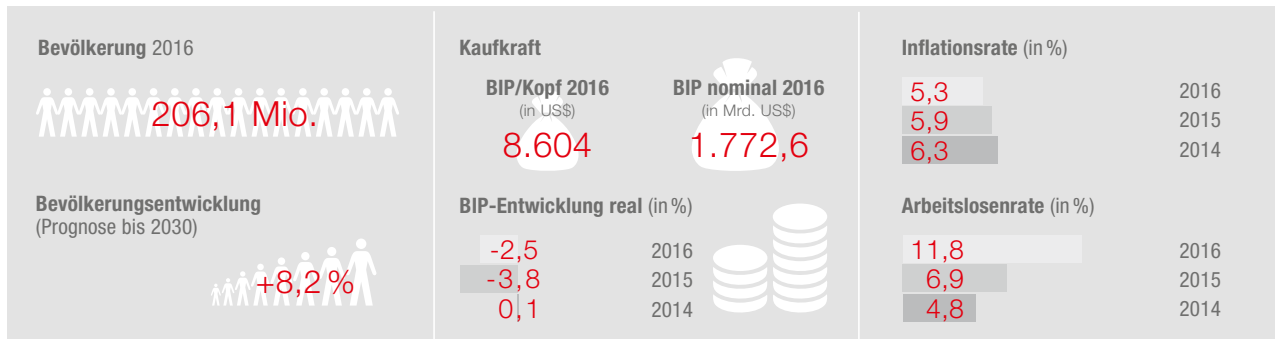 Bevölkerung 2016
206,1 Mio.
Bevölkerungsentwicklung
(Prognose bis 2030)
+8,2 %
Kaufkraft
BIP/Kopf 2016
(in US$)
8.604
BIP nominal 2016
(in Mrd. US$)
1.772,6
BIP-Entwicklung real (in %)
-2,5 2016
-3,8 2015
0,1 2014
Inflationsrate (in %)
5,3 2016
5,9 2015
6,3 2014
Arbeitslosenrate (in %)
11,8 2016
6,9 2015
4,8 2014